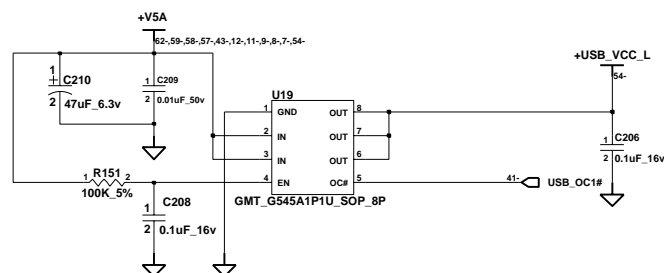 +V5A
62-,59-,58-,57-,43-,12-,11-,9-,8-,7-,54-
+USB_VCC_L
54-
1
C210
2
47uF_6.3v
1
C209
2
0.01uF_50v
U19
1 GND OUT 8
2 IN OUT 7
3 IN OUT 6
4 EN OC# 5
GMT_G545A1P1U_SOP_8P
1
C206
2
0.1uF_16v
41-
USB_OC1#
1 R151 2
100K_5%
1
C208
2
0.1uF_16v